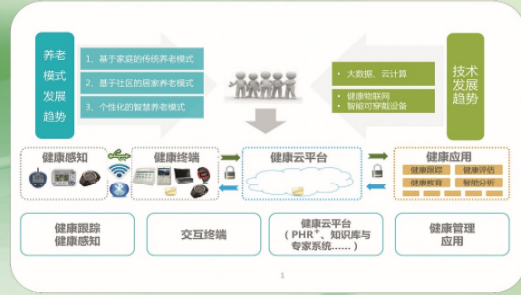 养老
模式
发展
趋势
1、基于家庭的传统养老模式
2、基于社区的居家养老模式
3、个性化的智慧养老模式
• 大数据、云计算
• 健康物联网
• 智能可穿戴设备
技术
发展
趋势
健康感知
健康终端
健康云平台
健康应用
健康跟踪
健康评估
健康教育
智能分析
健康跟踪
健康感知
交互终端
健康云平台
（PHR+、知识库与
专家系统……）
健康管理
应用
1